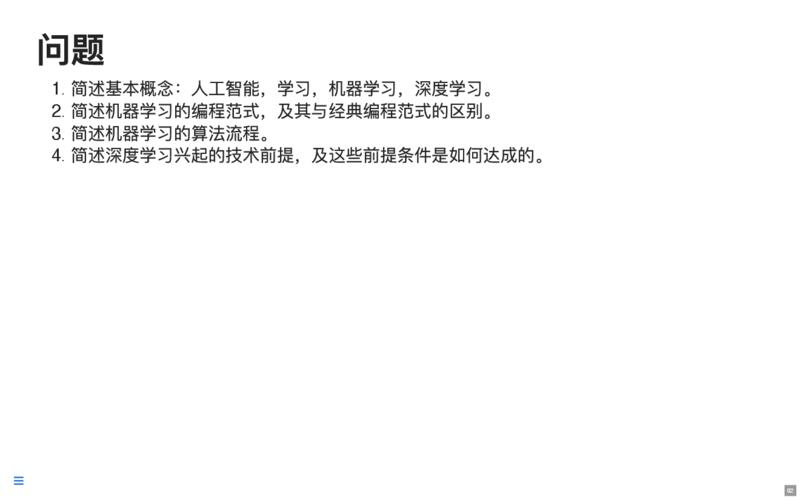 问题
1. 简述基本概念：人工智能，学习，机器学习，深度学习。
2. 简述机器学习的编程范式，及其与经典编程范式的区别。
3. 简述机器学习的算法流程。
4. 简述深度学习兴起的技术前提，及这些前提条件是如何达成的。
92